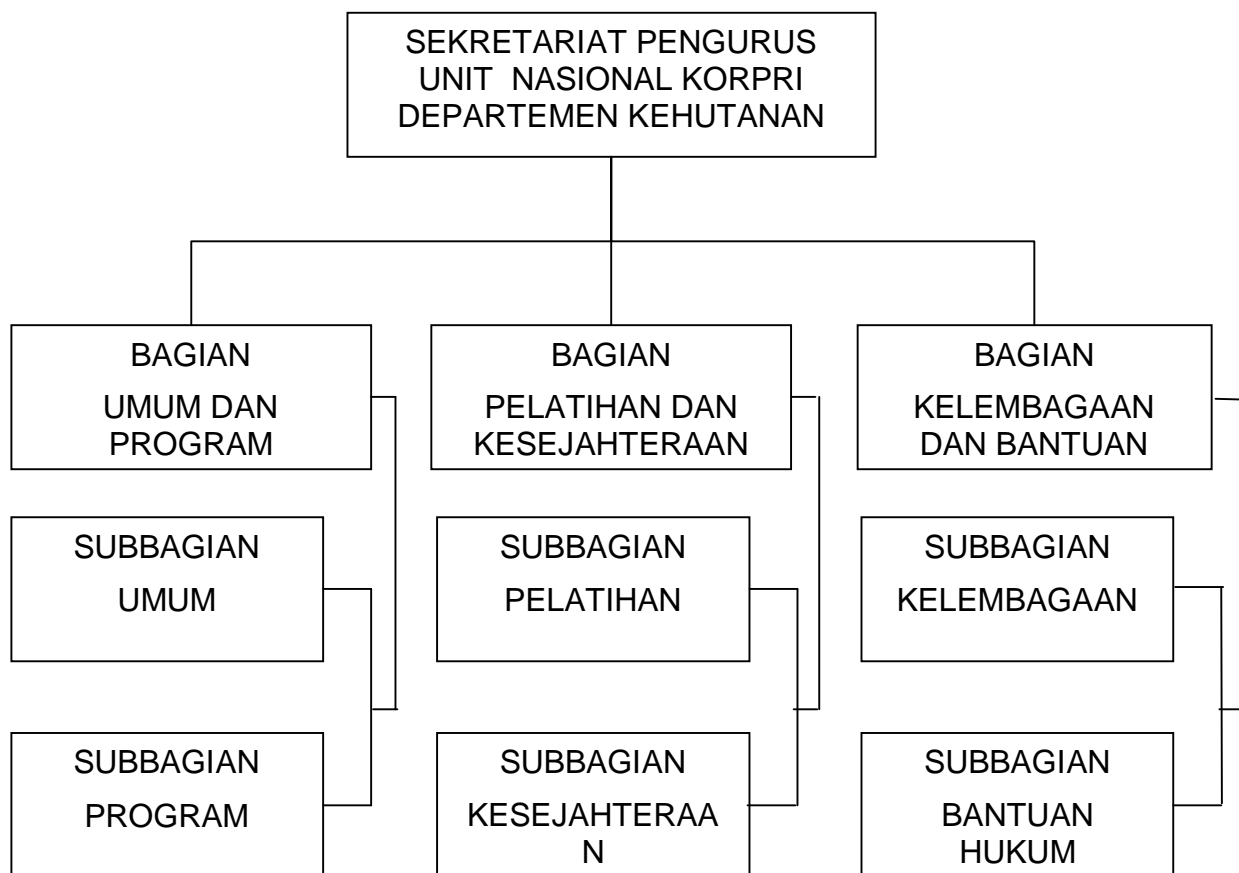 SEKRETARIAT PENGURUS
UNIT NASIONAL KORPRI
DEPARTEMEN KEHUTANAN
BAGIAN
UMUM DAN
PROGRAM
BAGIAN
PELATIHAN DAN
KESEJAHTERAAN
BAGIAN
KELEMBAGAAN
DAN BANTUAN
SUBBAGIAN
UMUM
SUBBAGIAN
PELATIHAN
SUBBAGIAN
KELEMBAGAAN
SUBBAGIAN
PROGRAM
SUBBAGIAN
KESEJAHTERAA
N
SUBBAGIAN
BANTUAN
HUKUM